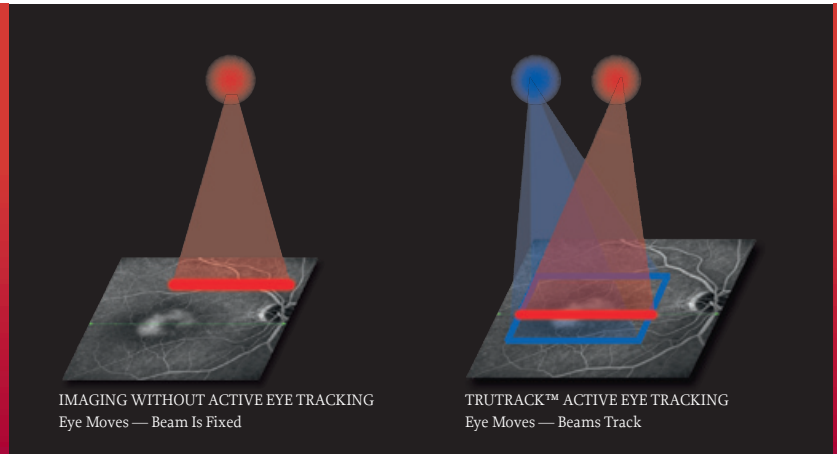 IMAGING WITHOUT ACTIVE EYE TRACKING
Eye Moves — Beam Is Fixed
TRUTRACK™ ACTIVE EYE TRACKING
Eye Moves — Beams Track